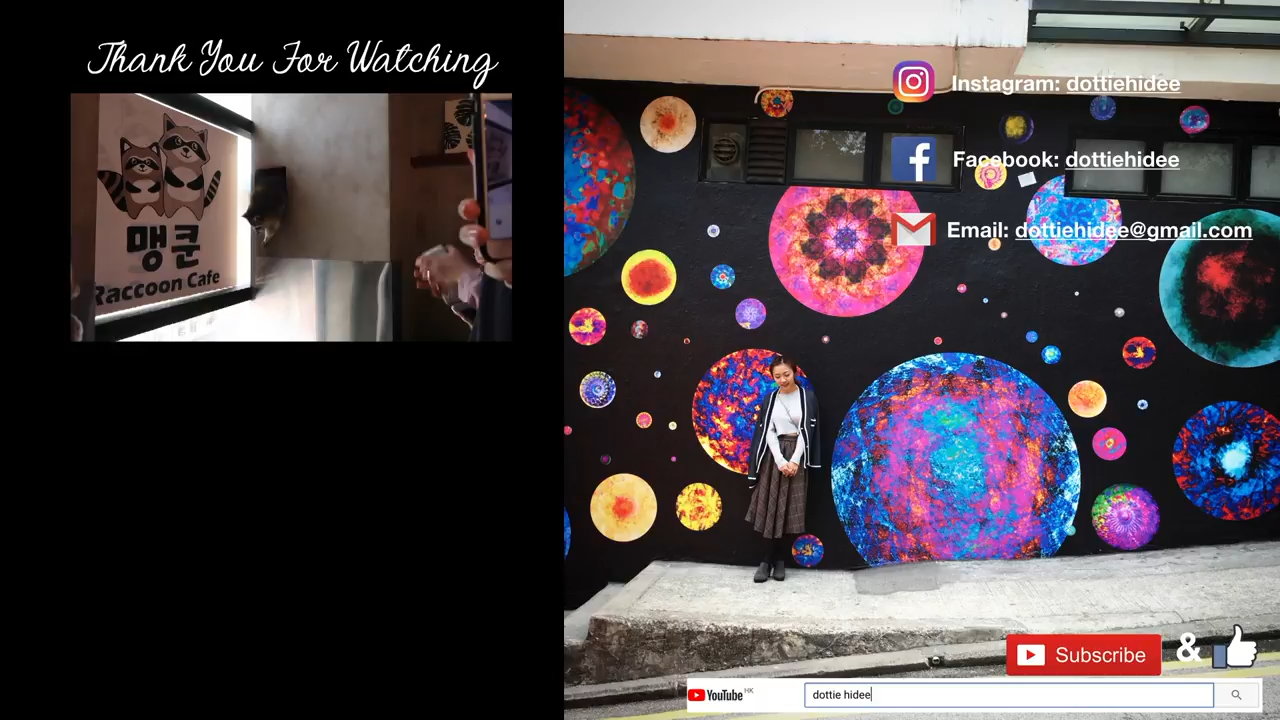 Thank You For Watching
맹쿤
Raccoon Cafe
Instagram: dottiehidee
Facebook: dottiehidee
Email: dottiehidee@gmail.com
Subscribe
&
YouTube HK
dottie hidee